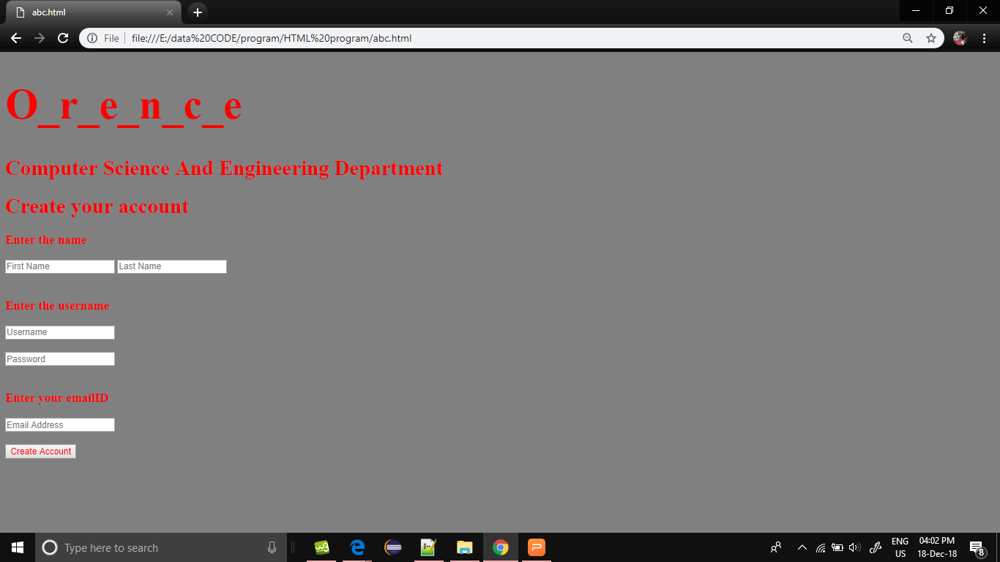 abc.html
File file:///E:/data%20CODE/program/HTML%20program/abc.html
O_r_e_n_c_e
Computer Science And Engineering Department
Create your account
Enter the name
First Name Last Name
Enter the username
Username
Password
Enter your emailID
Email Address
Create Account
Type here to search
ENG 04:02 PM
US 18-Dec-18 8